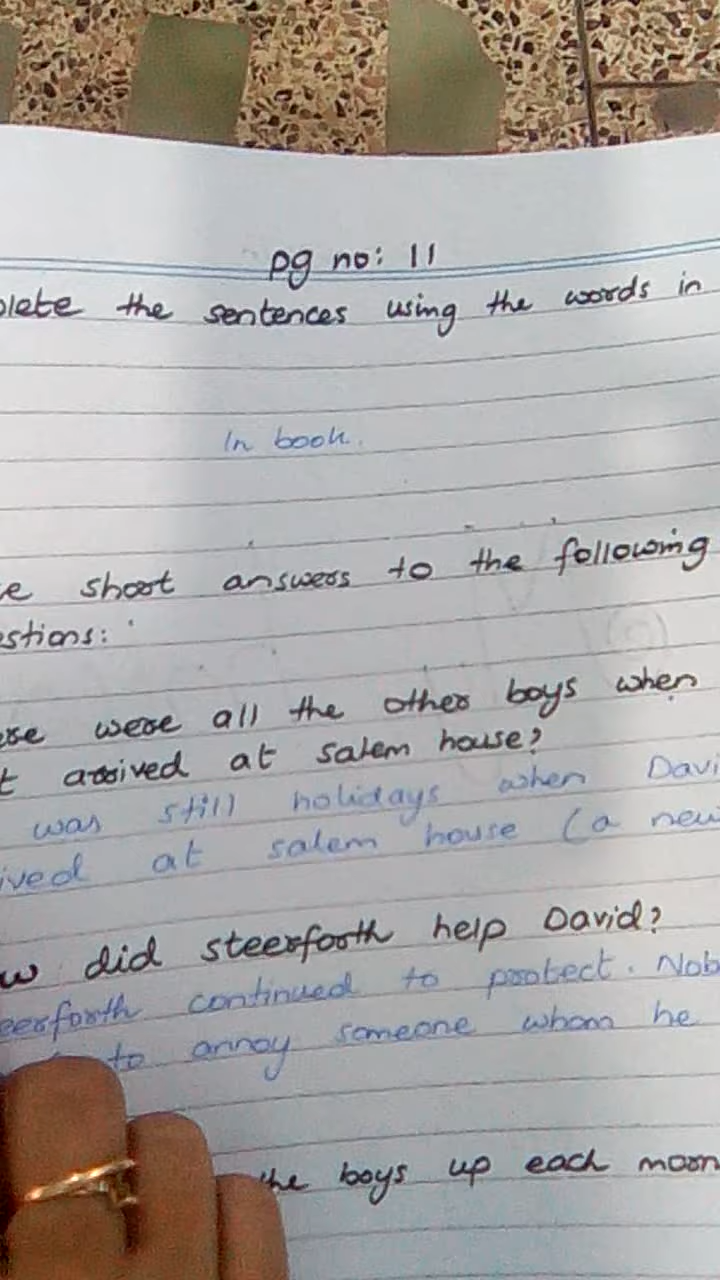 pg no: 11
plete the sentences using the words in
In book.
e short answers to the following
estions:
ere were all the other boys when
t arrived at salem house?
was still holidays when Davi
ived at salem house (a new
w did steerforth help David?
eerforth continued to protect. Nob
to annoy someone whom he
the boys up each morn